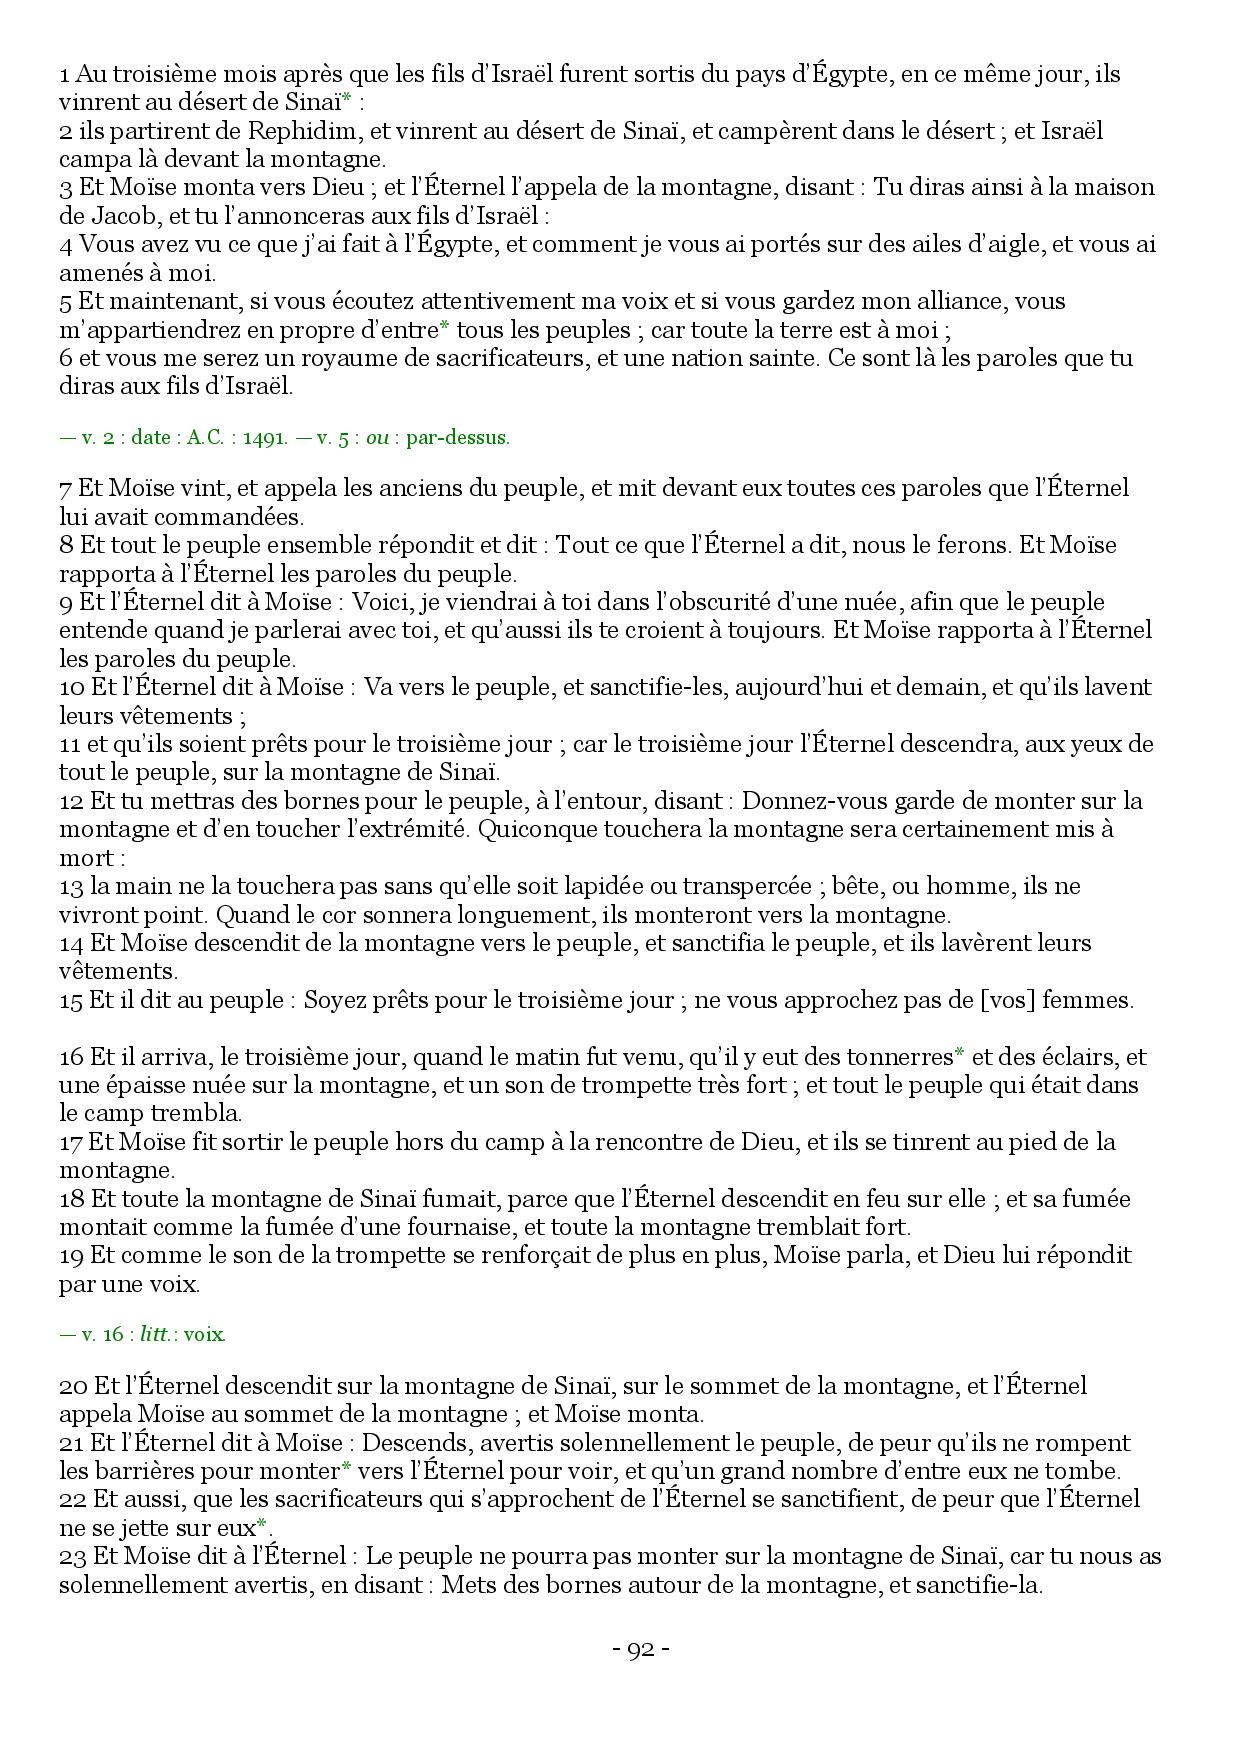 1 Au troisième mois après que les fils d’Israël furent sortis du pays d’Égypte, en ce même jour, ils
vinrent au désert de Sinaï* :
2 ils partirent de Rephidim, et vinrent au désert de Sinaï, et campèrent dans le désert ; et Israël
campa là devant la montagne.
3 Et Moïse monta vers Dieu ; et l’Éternel l’appela de la montagne, disant : Tu diras ainsi à la maison
de Jacob, et tu l’annonceras aux fils d’Israël :
4 Vous avez vu ce que j’ai fait à l’Égypte, et comment je vous ai portés sur des ailes d’aigle, et vous ai
amenés à moi.
5 Et maintenant, si vous écoutez attentivement ma voix et si vous gardez mon alliance, vous
m’appartiendrez en propre d’entre* tous les peuples ; car toute la terre est à moi ;
6 et vous me serez un royaume de sacrificateurs, et une nation sainte. Ce sont là les paroles que tu
diras aux fils d’Israël.
— v. 2 : date : A.C. : 1491. — v. 5 : ou : par-dessus.
7 Et Moïse vint, et appela les anciens du peuple, et mit devant eux toutes ces paroles que l’Éternel
lui avait commandées.
8 Et tout le peuple ensemble répondit et dit : Tout ce que l’Éternel a dit, nous le ferons. Et Moïse
rapporta à l’Éternel les paroles du peuple.
9 Et l’Éternel dit à Moïse : Voici, je viendrai à toi dans l’obscurité d’une nuée, afin que le peuple
entende quand je parlerai avec toi, et qu’aussi ils te croient à toujours. Et Moïse rapporta à l’Éternel
les paroles du peuple.
10 Et l’Éternel dit à Moïse : Va vers le peuple, et sanctifie-les, aujourd’hui et demain, et qu’ils lavent
leurs vêtements ;
11 et qu’ils soient prêts pour le troisième jour ; car le troisième jour l’Éternel descendra, aux yeux de
tout le peuple, sur la montagne de Sinaï.
12 Et tu mettras des bornes pour le peuple, à l’entour, disant : Donnez-vous garde de monter sur la
montagne et d’en toucher l’extrémité. Quiconque touchera la montagne sera certainement mis à
mort :
13 la main ne la touchera pas sans qu’elle soit lapidée ou transpercée ; bête, ou homme, ils ne
vivront point. Quand le cor sonnera longuement, ils monteront vers la montagne.
14 Et Moïse descendit de la montagne vers le peuple, et sanctifia le peuple, et ils lavèrent leurs
vêtements.
15 Et il dit au peuple : Soyez prêts pour le troisième jour ; ne vous approchez pas de [vos] femmes.
16 Et il arriva, le troisième jour, quand le matin fut venu, qu’il y eut des tonnerres* et des éclairs, et
une épaisse nuée sur la montagne, et un son de trompette très fort ; et tout le peuple qui était dans
le camp trembla.
17 Et Moïse fit sortir le peuple hors du camp à la rencontre de Dieu, et ils se tinrent au pied de la
montagne.
18 Et toute la montagne de Sinaï fumait, parce que l’Éternel descendit en feu sur elle ; et sa fumée
montait comme la fumée d’une fournaise, et toute la montagne tremblait fort.
19 Et comme le son de la trompette se renforçait de plus en plus, Moïse parla, et Dieu lui répondit
par une voix.
— v. 16 : litt.: voix.
20 Et l’Éternel descendit sur la montagne de Sinaï, sur le sommet de la montagne, et l’Éternel
appela Moïse au sommet de la montagne ; et Moïse monta.
21 Et l’Éternel dit à Moïse : Descends, avertis solennellement le peuple, de peur qu’ils ne rompent
les barrières pour monter* vers l’Éternel pour voir, et qu’un grand nombre d’entre eux ne tombe.
22 Et aussi, que les sacrificateurs qui s’approchent de l’Éternel se sanctifient, de peur que l’Éternel
ne se jette sur eux*.
23 Et Moïse dit à l’Éternel : Le peuple ne pourra pas monter sur la montagne de Sinaï, car tu nous as
solennellement avertis, en disant : Mets des bornes autour de la montagne, et sanctifie-la.
- 92 -